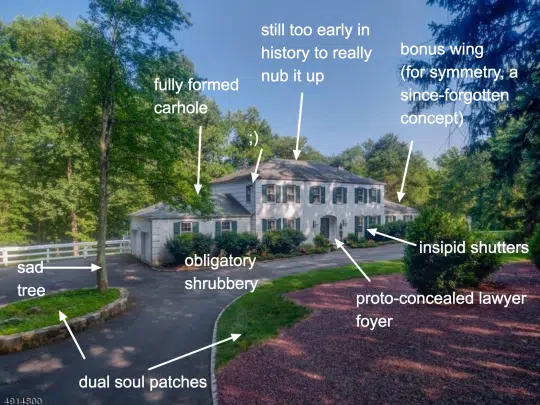 still too early in
history to really
nub it up
bonus wing
(for symmetry, a
since-forgotten
concept)
fully formed
carhole
;)
insipid shutters
sad
tree
obligatory
shrubbery
proto-concealed lawyer
foyer
dual soul patches
4914500